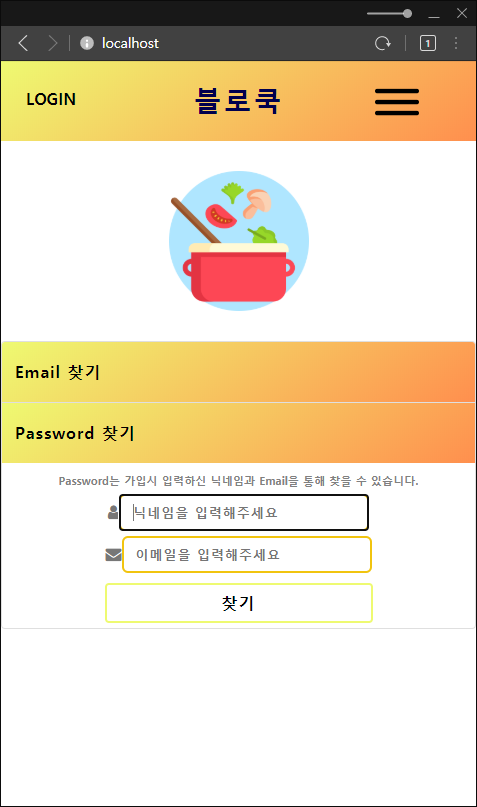 localhost
1
LOGIN
블로쿡
Email 찾기
Password 찾기
Password는 가입시 입력하신 닉네임과 Email을 통해 찾을 수 있습니다.
닉네임을 입력해주세요
이메일을 입력해주세요
찾기